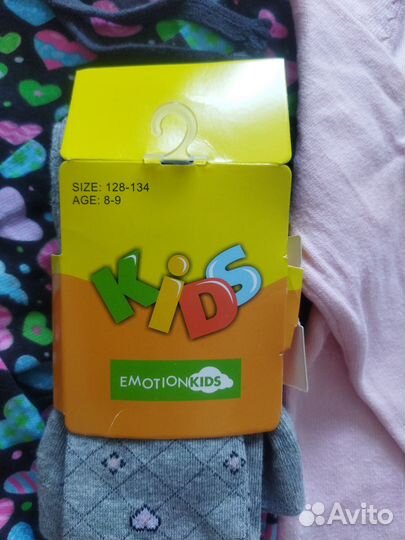 SIZE: 128-134
AGE: 8-9
KiDS
EMOTIONKIDS
Avito